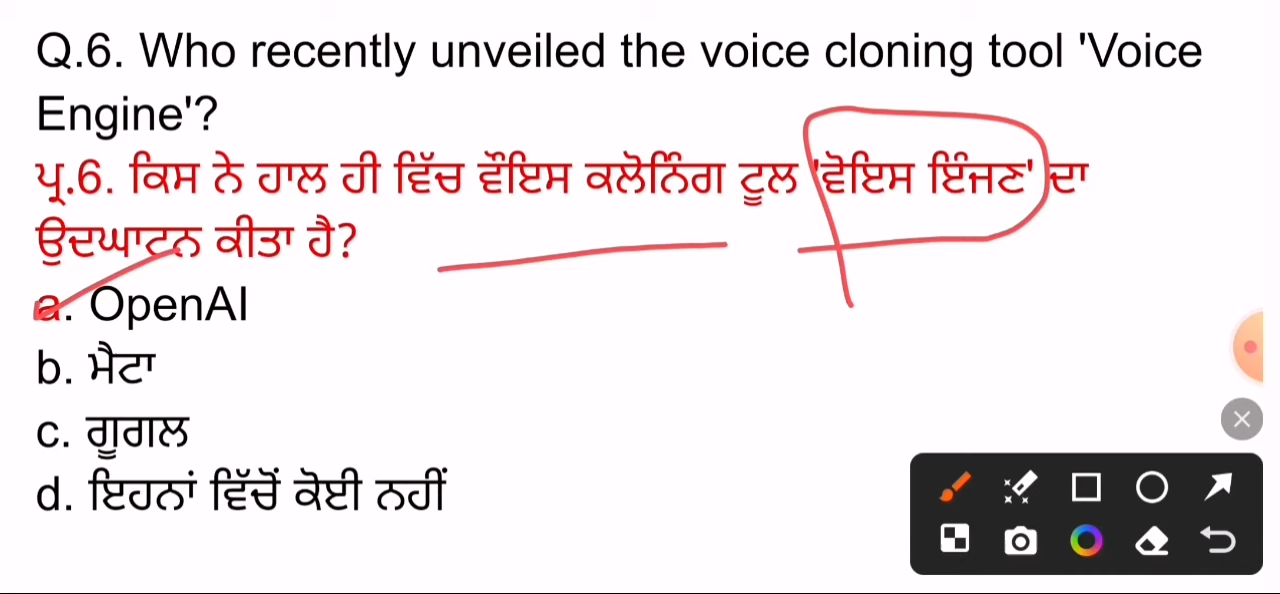 Q.6. Who recently unveiled the voice cloning tool 'Voice
Engine'?
ਪ੍ਰ.6. ਕਿਸ ਨੇ ਹਾਲ ਹੀ ਵਿੱਚ ਵੌਇਸ ਕਲੋਨਿੰਗ ਟੂਲ 'ਵੋਇਸ ਇੰਜਣ' ਦਾ
ਉਦਘਾਟਨ ਕੀਤਾ ਹੈ?
a. OpenAI
b. ਮੈਟਾ
c. ਗੂਗਲ
d. ਇਹਨਾਂ ਵਿੱਚੋਂ ਕੋਈ ਨਹੀਂ